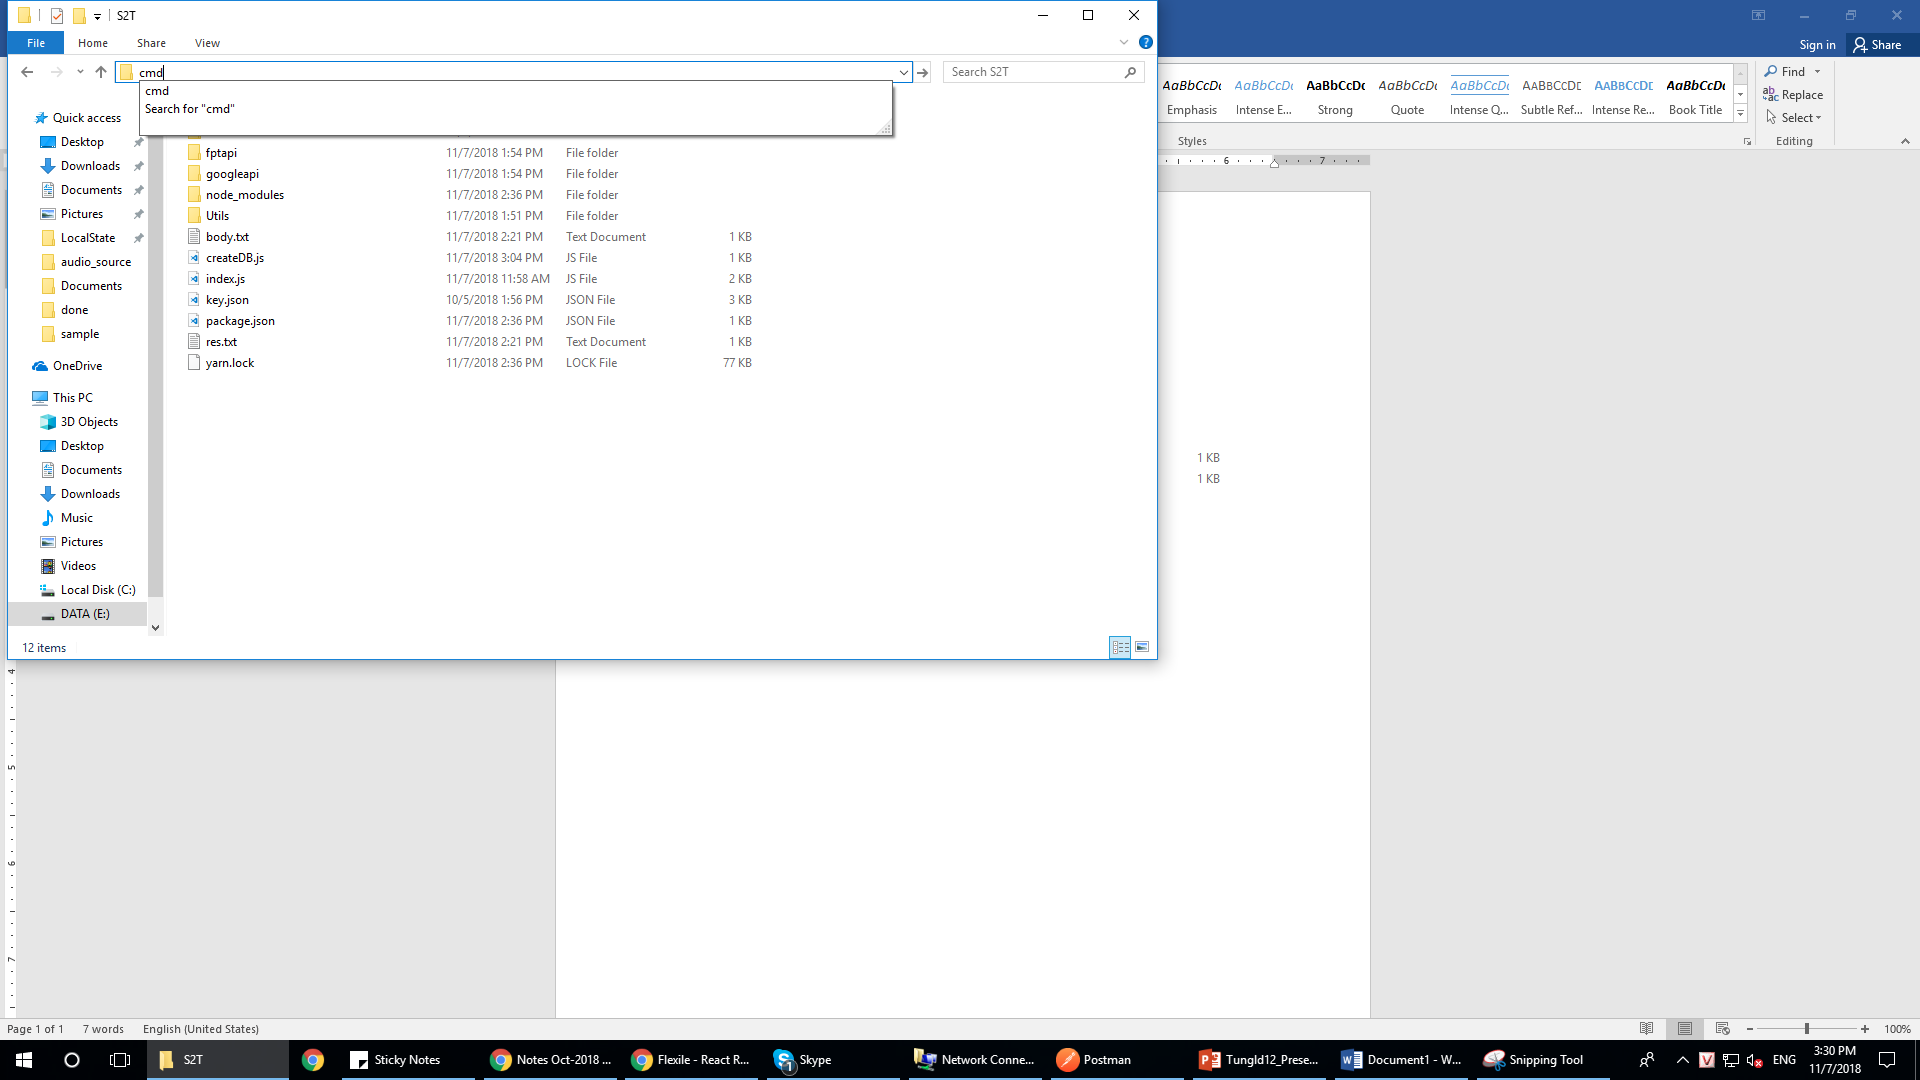 S2T
File Home Share View
Sign in Share
cmd
Search S2T
cmd
Search for "cmd"
AaBbCcDc AaBbCcDc AaBbCcDc AaBbCcDc AaBbCcDc AABBCCDE AABBCCDE AaBbCcDc
Emphasis Intense E... Strong Quote Intense Q... Subtle Ref... Intense Re... Book Title
Find
Replace
Select
Styles
Editing
6 7
Quick access
Desktop
Downloads
Documents
Pictures
LocalState
audio_source
Documents
done
sample
OneDrive
This PC
3D Objects
Desktop
Documents
Downloads
Music
Pictures
Videos
Local Disk (C:)
DATA (E:)
fptapi 11/7/2018 1:54 PM File folder
googleapi 11/7/2018 1:54 PM File folder
node_modules 11/7/2018 2:36 PM File folder
Utils 11/7/2018 1:51 PM File folder
body.txt 11/7/2018 2:21 PM Text Document 1 KB
createDB.js 11/7/2018 3:04 PM JS File 1 KB
index.js 11/7/2018 11:58 AM JS File 2 KB
key.json 10/5/2018 1:56 PM JSON File 3 KB
package.json 11/7/2018 2:36 PM JSON File 1 KB
res.txt 11/7/2018 2:21 PM Text Document 1 KB
yarn.lock 11/7/2018 2:36 PM LOCK File 77 KB
1 KB
1 KB
12 items
4
5
6
7
Page 1 of 1 7 words English (United States)
100%
S2T Sticky Notes Notes Oct-2018 ... Flexile - React R... Skype 1 Network Conne... Postman Tungld12_Prese... Document1 - W... Snipping Tool
V ENG
3:30 PM
11/7/2018